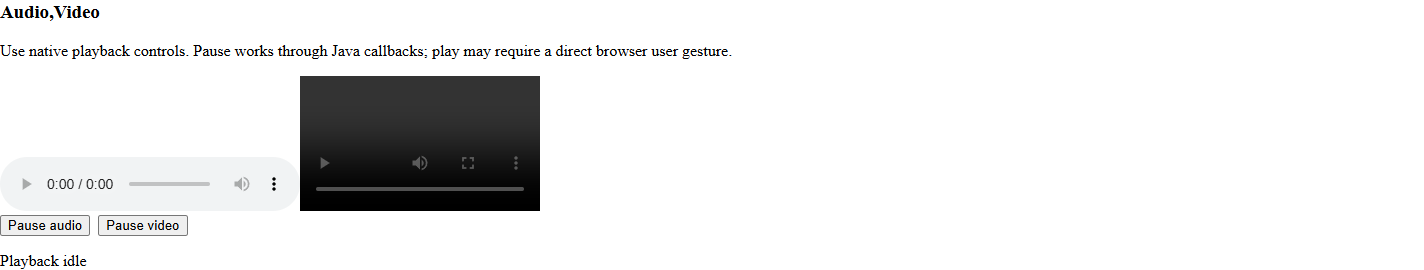 Audio,Video
Use native playback controls. Pause works through Java callbacks; play may require a direct browser user gesture.
0:00 / 0:00
Pause audio Pause video
Playback idle